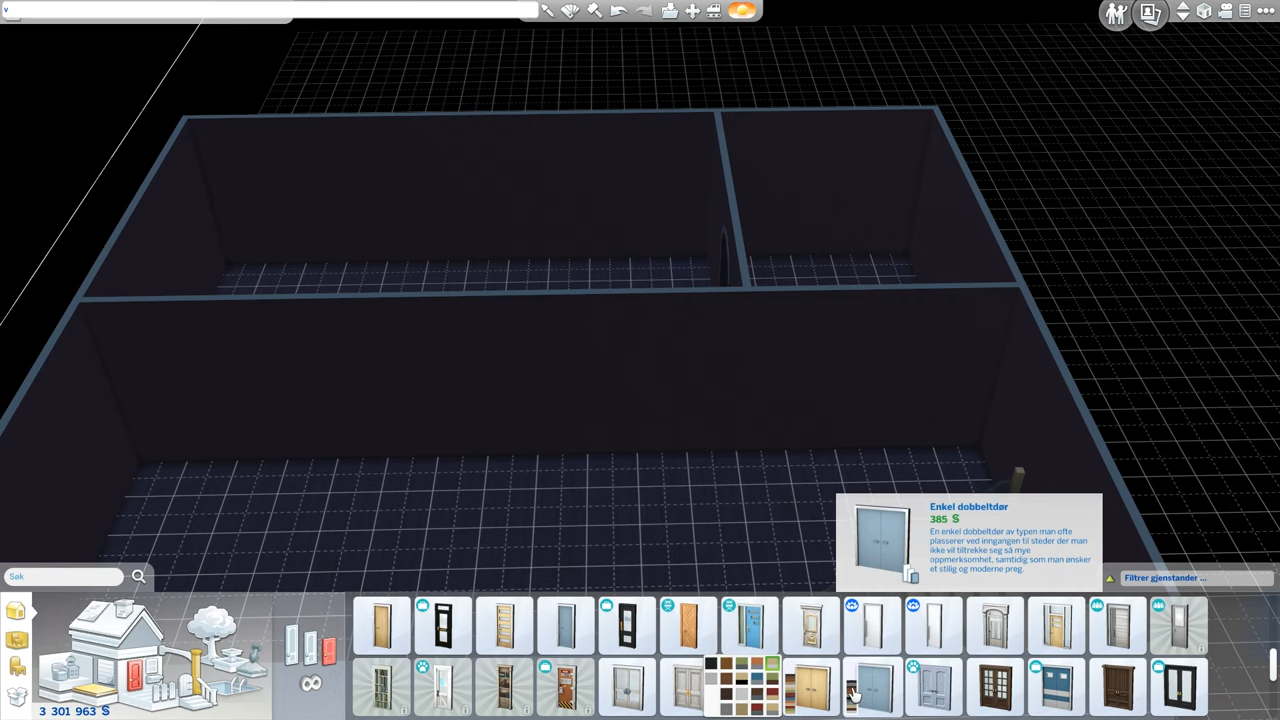 v
Enkel dobbeltdør
385 $
En enkel dobbeltdør av typen man ofte
plasserer ved inngangen til steder der man
ikke vil tiltrekke seg så mye
oppmerksomhet, samtidig som man ønsker
et stilig og moderne preg.
Søk
Filtrer gjenstander ...
3 301 963 $